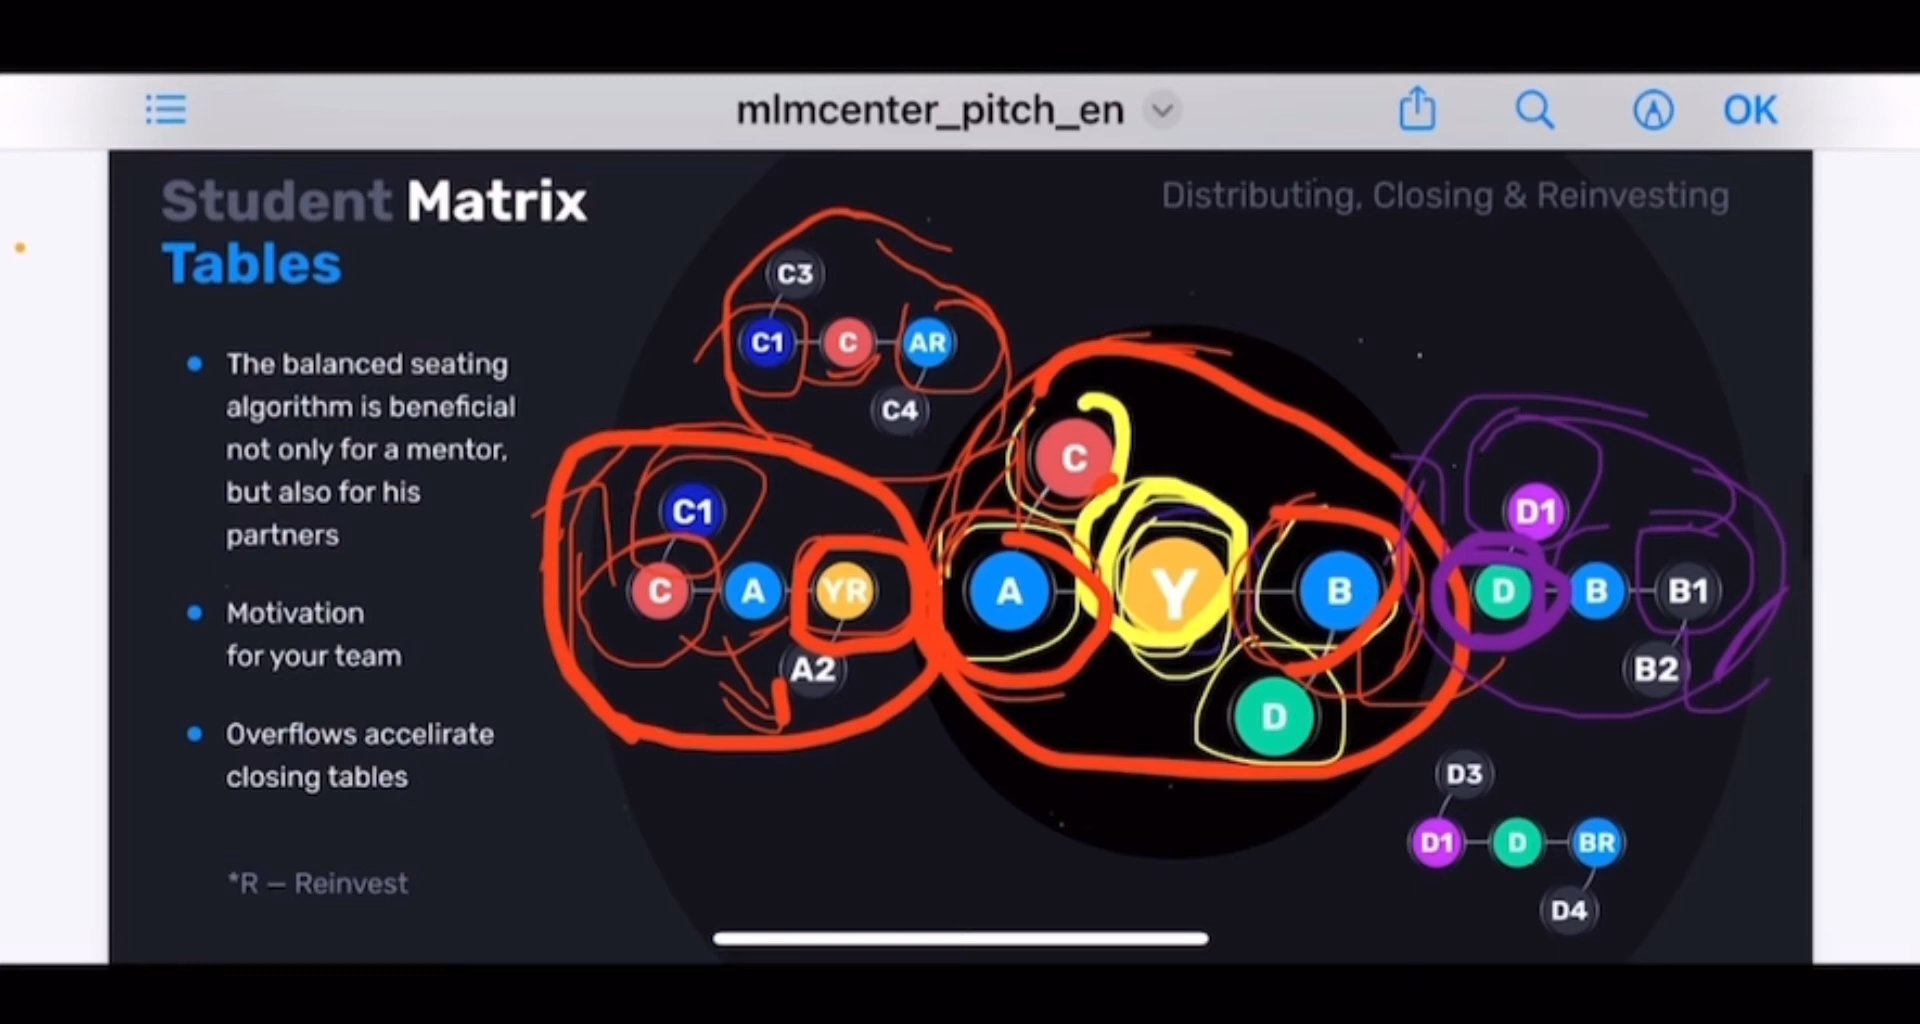 mlmcenter_pitch_en
OK
Student Matrix
Tables
Distributing, Closing & Reinvesting
The balanced seating
algorithm is beneficial
not only for a mentor,
but also for his
partners
Motivation
for your team
Overflows accelirate
closing tables
*R — Reinvest
C3
C1 C AR
C4
C1
C A YR
A2
C
A Y B
D
D1
D B B1
B2
D3
D1 D BR
D4